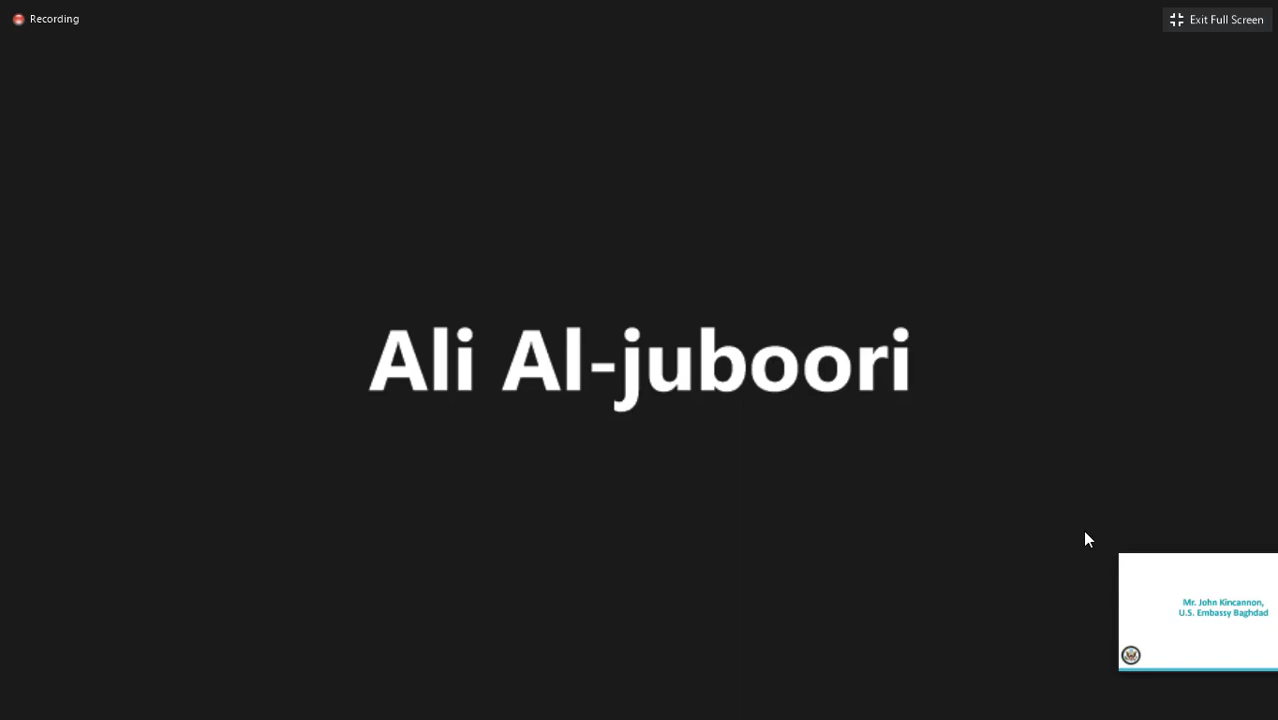 Recording
Exit Full Screen
Ali Al-juboori
Mr. John Kincannon,
U.S. Embassy Baghdad